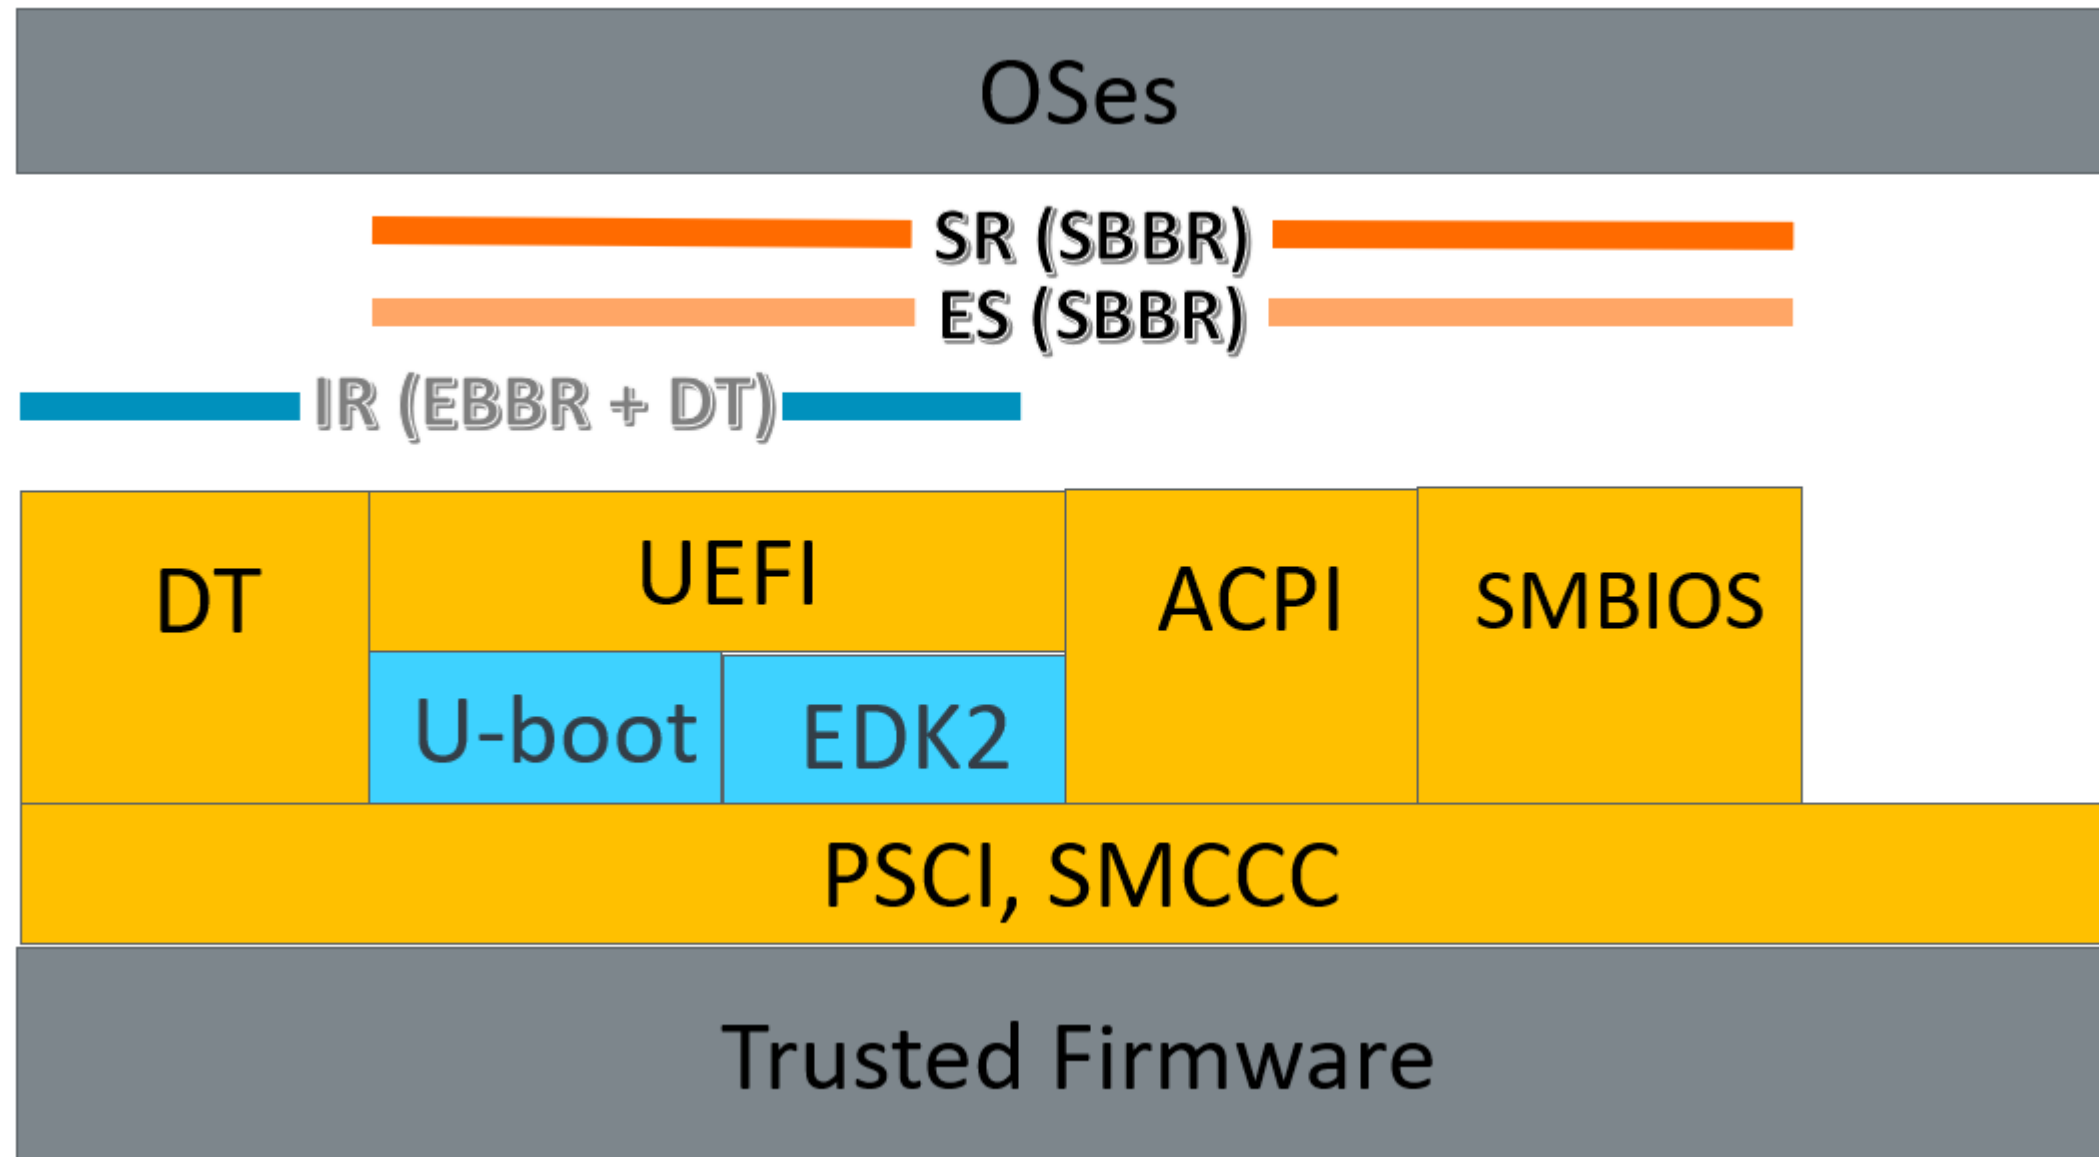 OSes
SR (SBBR)
ES (SBBR)
IR (EBBR + DT)
DT
UEFI
ACPI
SMBIOS
U-boot
EDK2
PSCI, SMCCC
Trusted Firmware